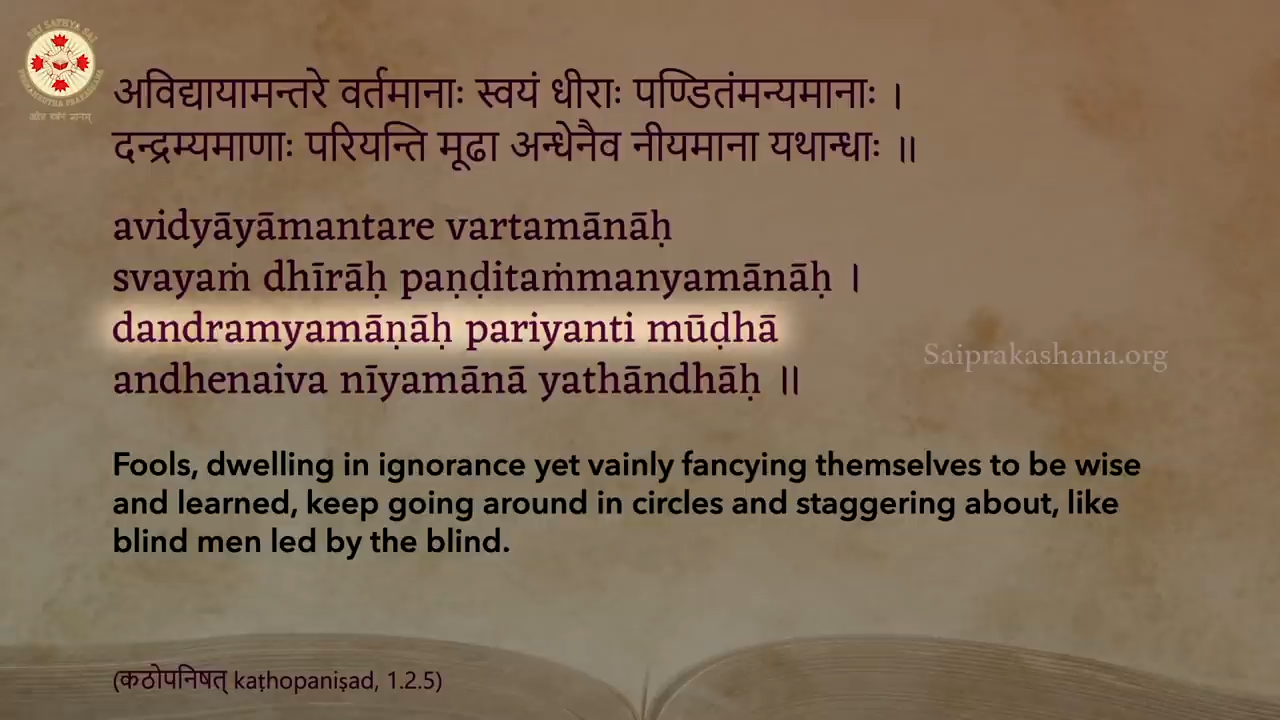 SRI SATHYA SAI
अविद्यायामन्तरे वर्तमानाः स्वयं धीराः पण्डितंमन्यमानाः ।
दन्द्रम्यमाणाः परियन्ति मूढा अन्धेनैव नीयमाना यथान्धाः ॥
avidyāyāmantare vartamānāḥ
svayaṁ dhīrāḥ paṇḍitaṁmanyamānāḥ ।
dandramyamāṇāḥ pariyanti mūḍhā
andhenaiva nīyamānā yathāndhāḥ ॥
Saiprakashana.org
Fools, dwelling in ignorance yet vainly fancying themselves to be wise
and learned, keep going around in circles and staggering about, like
blind men led by the blind.
(कठोपनिषत् kaṭhopaniṣad, 1.2.5)